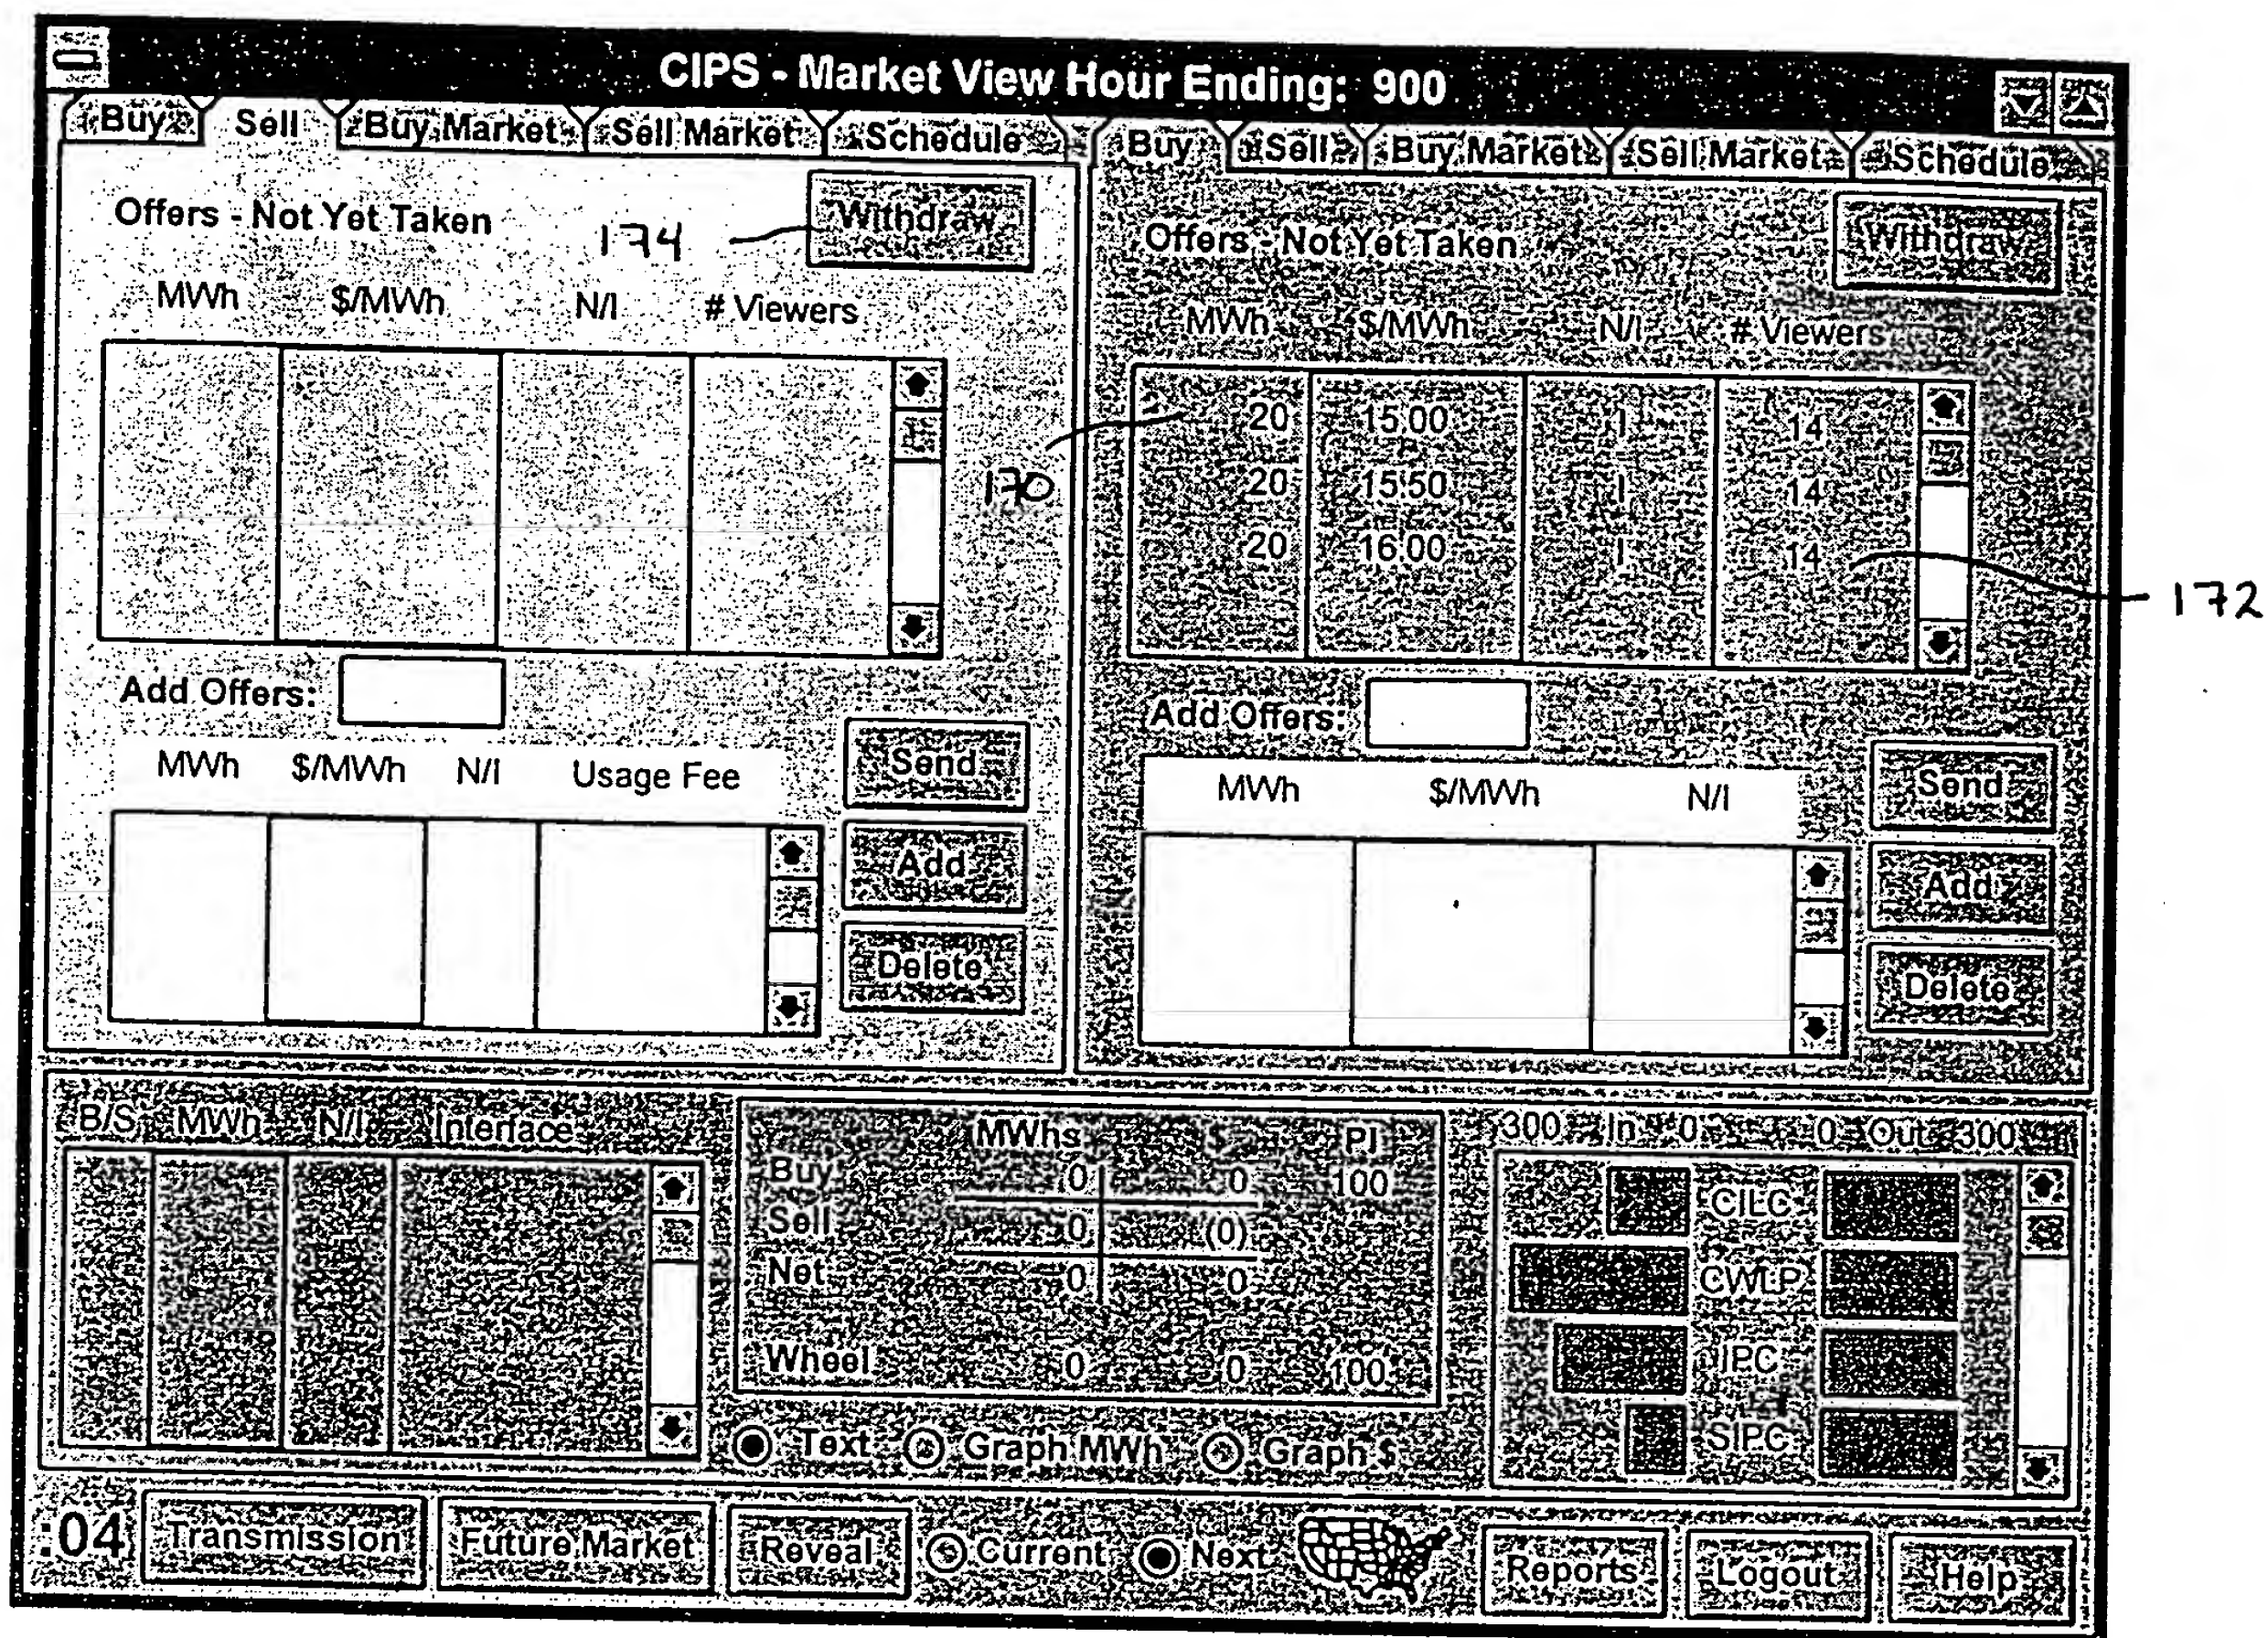 CIPS - Market View Hour Ending: 900
Buy Sell Buy Market Sell Market Schedule
Offers - Not Yet Taken 174 Withdraw
MWh $/MWh N/I # Viewers
Add Offers:
MWh $/MWh N/I Usage Fee
Send
Add
Delete
Buy Sell Buy Market Sell Market Schedule
Offers - Not Yet Taken Withdraw
MWh $/MWh N/I # Viewers
170
20 15.00 I 14
20 15.50 I 14
20 16.00 I 14
172
Add Offers:
MWh $/MWh N/I
Send
Add
Delete
B/S MWh N/I Interface
MWhs $ PI
Buy 0 0 100
Sell 0 (0)
Net 0 0
Wheel 0 0 100
Text Graph MWh Graph $
300 In 0 0 Out 300
CILC
CWLP
IPC
SIPC
:04 Transmission Future Market Reveal Current Next Reports Logout Help